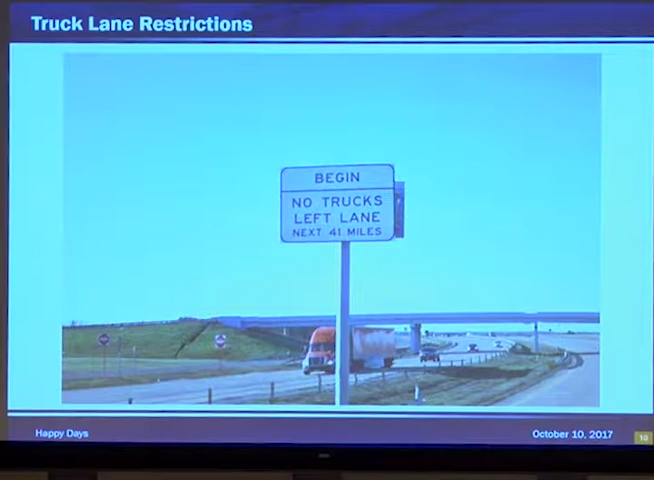 Truck Lane Restrictions
BEGIN
NO TRUCKS
LEFT LANE
NEXT 41 MILES
Happy Days
October 10, 2017
10